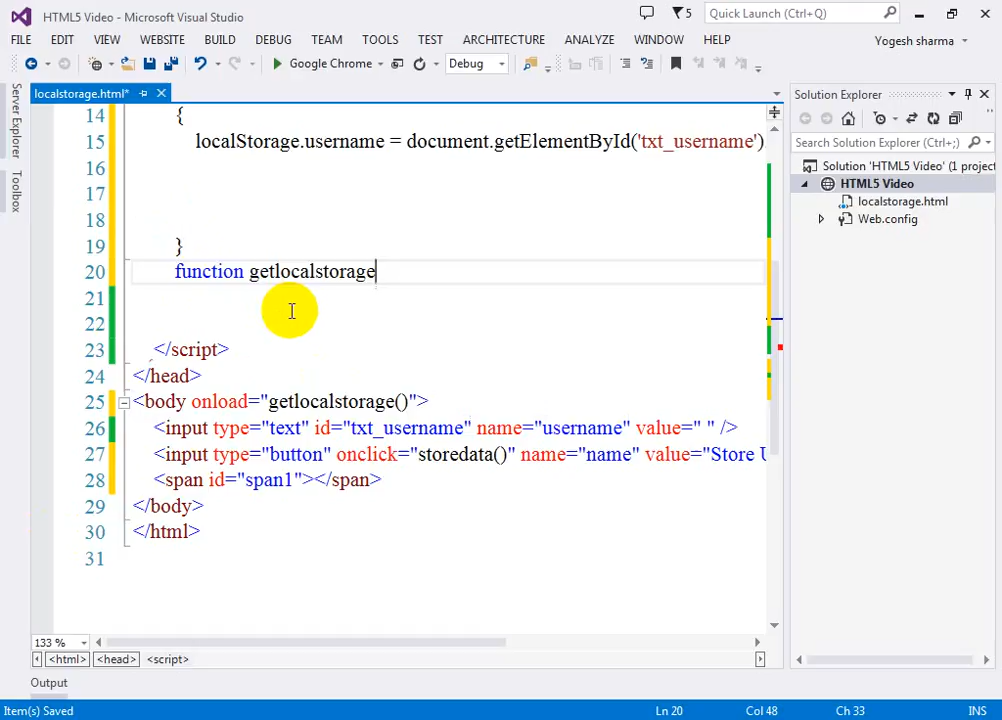 HTML5 Video - Microsoft Visual Studio
5
Quick Launch (Ctrl+Q)
FILE EDIT VIEW WEBSITE BUILD DEBUG TEAM TOOLS TEST ARCHITECTURE ANALYZE WINDOW HELP
Yogesh sharma
Google Chrome Debug
Server Explorer
Toolbox
localstorage.html*
14 {
15 localStorage.username = document.getElementById('txt_username')
16
17
18
19 }
20 function getlocalstorage
21
22
23 </script>
24 </head>
25 <body onload="getlocalstorage()">
26 <input type="text" id="txt_username" name="username" value=" " />
27 <input type="button" onclick="storedata()" name="name" value="Store U
28 <span id="span1"></span>
29 </body>
30 </html>
31
133 %
<html> <head> <script>
Output
Solution Explorer
Search Solution Explorer (Ctrl+;)
Solution 'HTML5 Video' (1 project
HTML5 Video
localstorage.html
Web.config
Item(s) Saved Ln 20 Col 48 Ch 33 INS